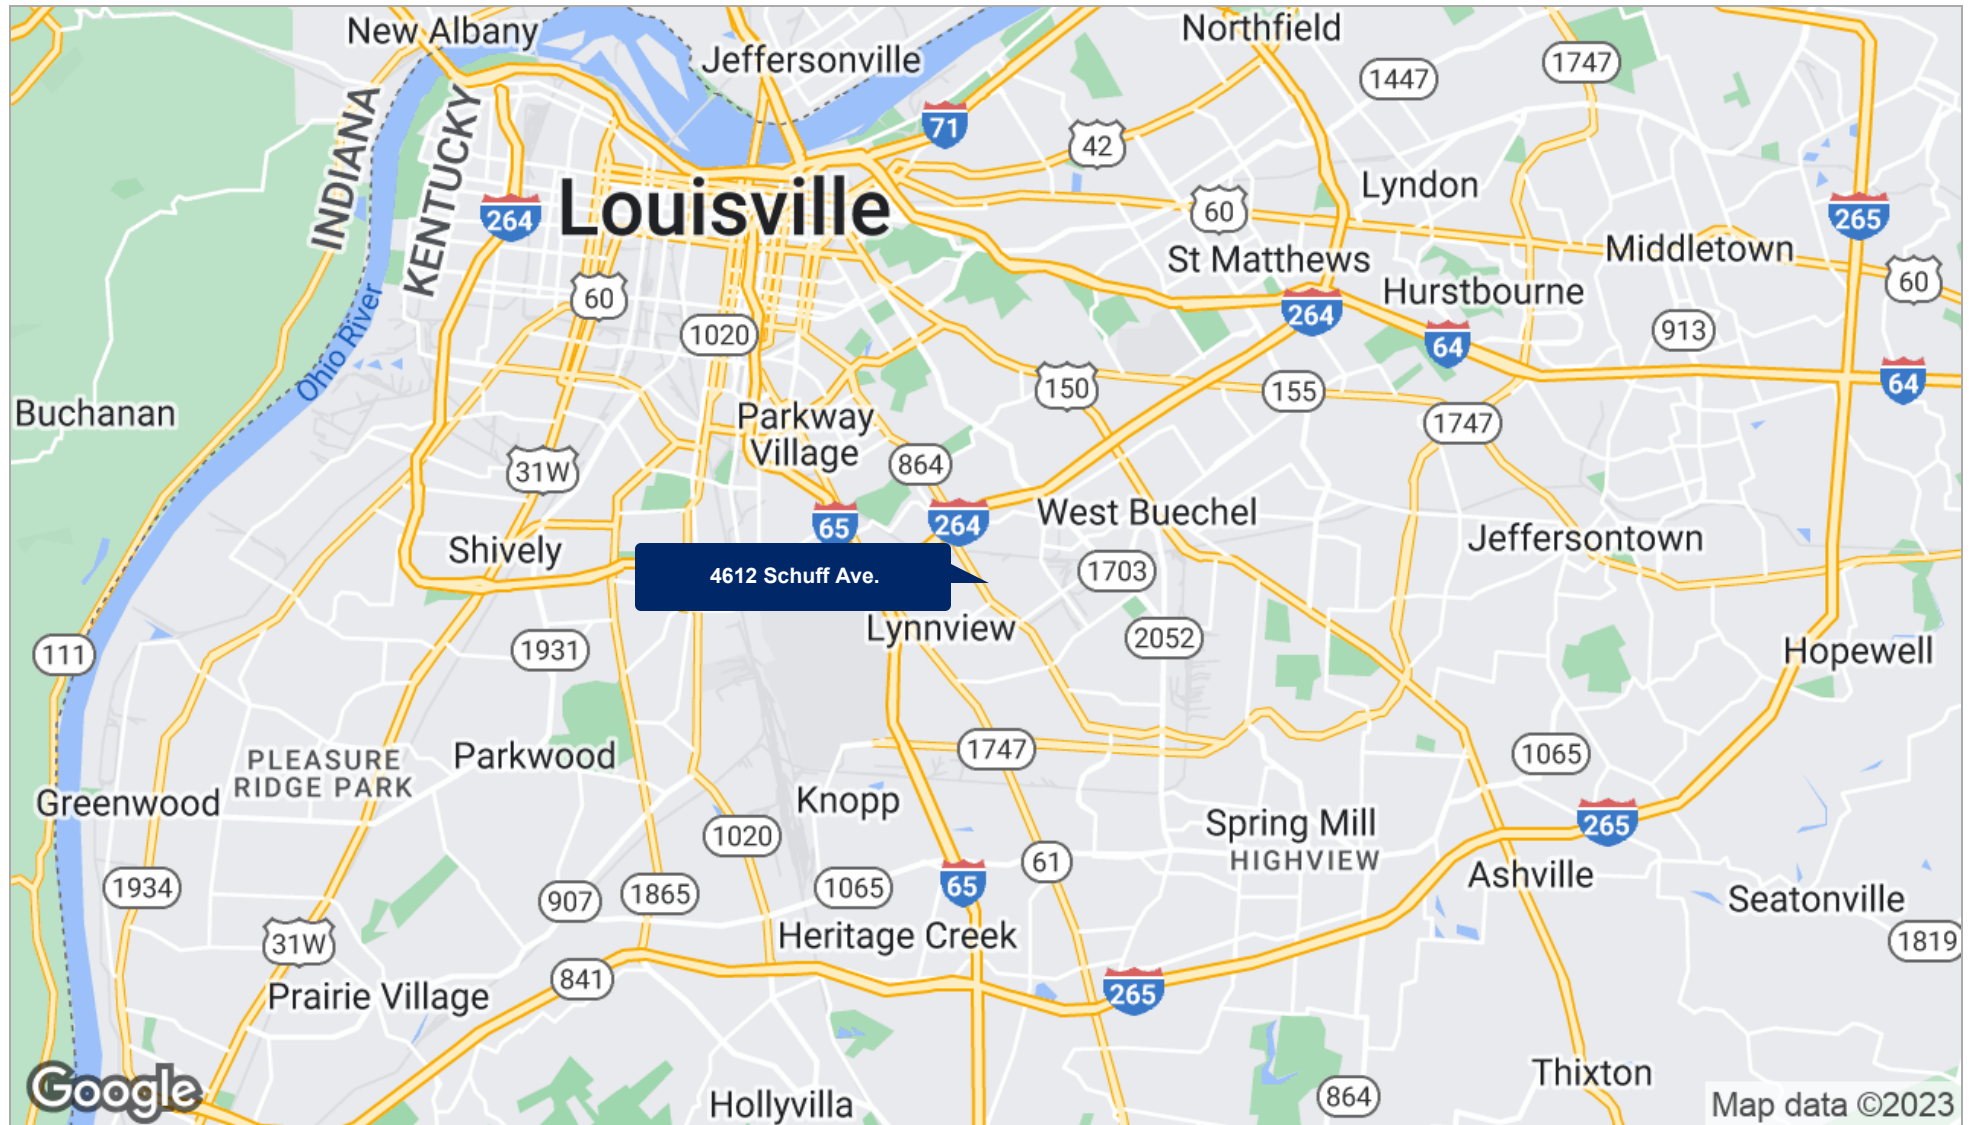 New Albany
Jeffersonville
Northfield
1447
1747
INDIANA
KENTUCKY
71
42
264
Louisville
60
Lyndon
265
St Matthews
Middletown
60
Ohio River
60
264
Hurstbourne
1020
64
913
150
155
64
Buchanan
Parkway
Village
1747
31W
864
65
264
West Buechel
Shively
Jeffersontown
4612 Schuff Ave.
1703
Lynnview
2052
111
1931
Hopewell
PLEASURE
RIDGE PARK
Parkwood
1747
1065
Greenwood
Knopp
Spring Mill
265
1020
HIGHVIEW
61
Ashville
1934
907
1865
1065
65
Seatonville
31W
Heritage Creek
1819
841
Prairie Village
265
Google
Thixton
Hollyvilla
864
Map data ©2023